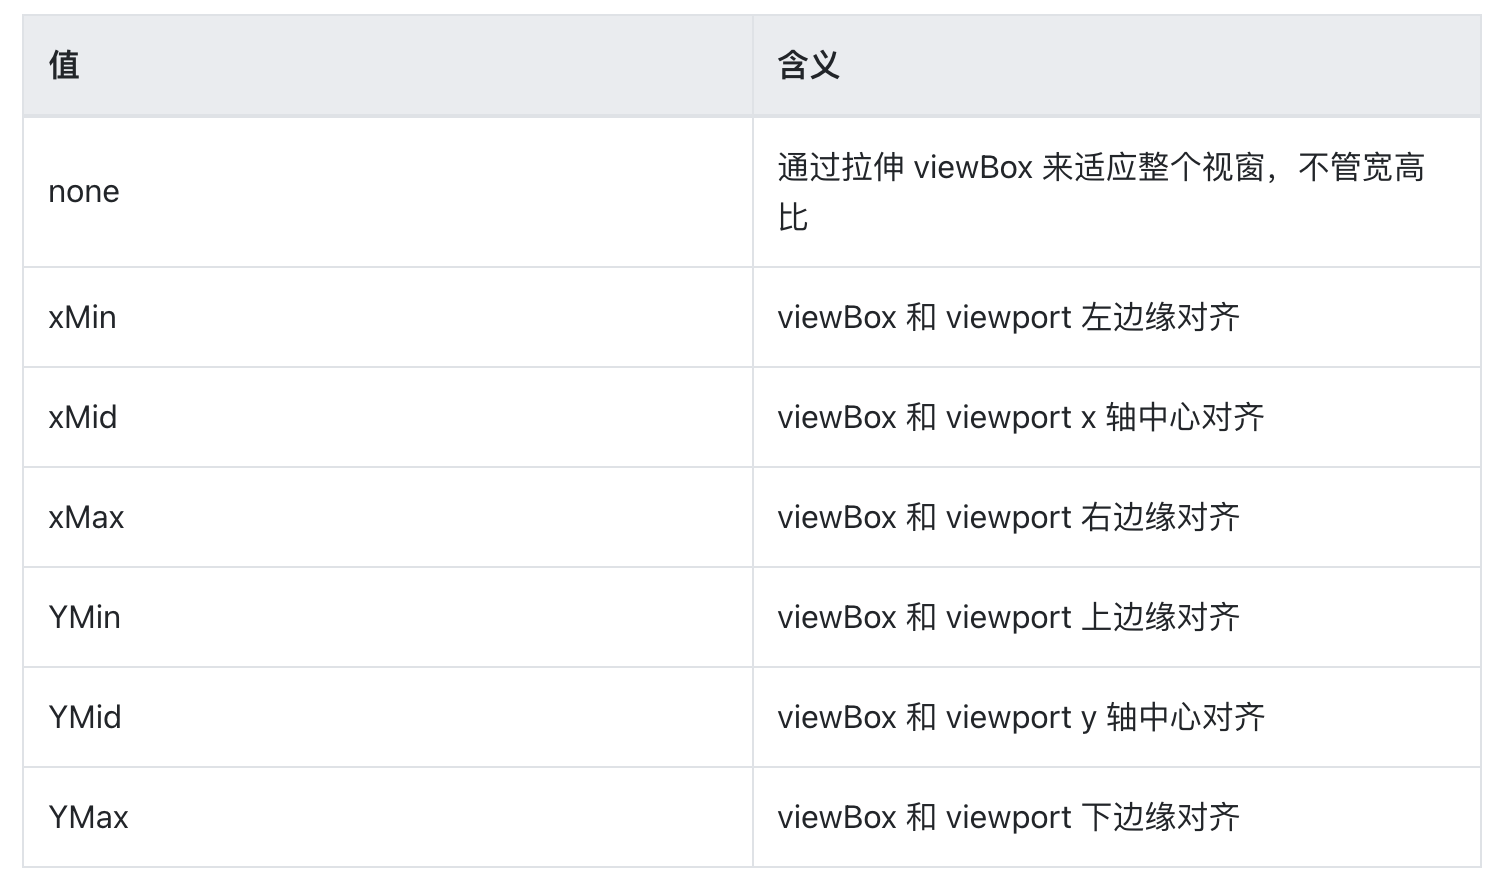 值
含义
none
通过拉伸 viewBox 来适应整个视窗，不管宽高
比
xMin
viewBox 和 viewport 左边缘对齐
xMid
viewBox 和 viewport x 轴中心对齐
xMax
viewBox 和 viewport 右边缘对齐
YMin
viewBox 和 viewport 上边缘对齐
YMid
viewBox 和 viewport y 轴中心对齐
YMax
viewBox 和 viewport 下边缘对齐